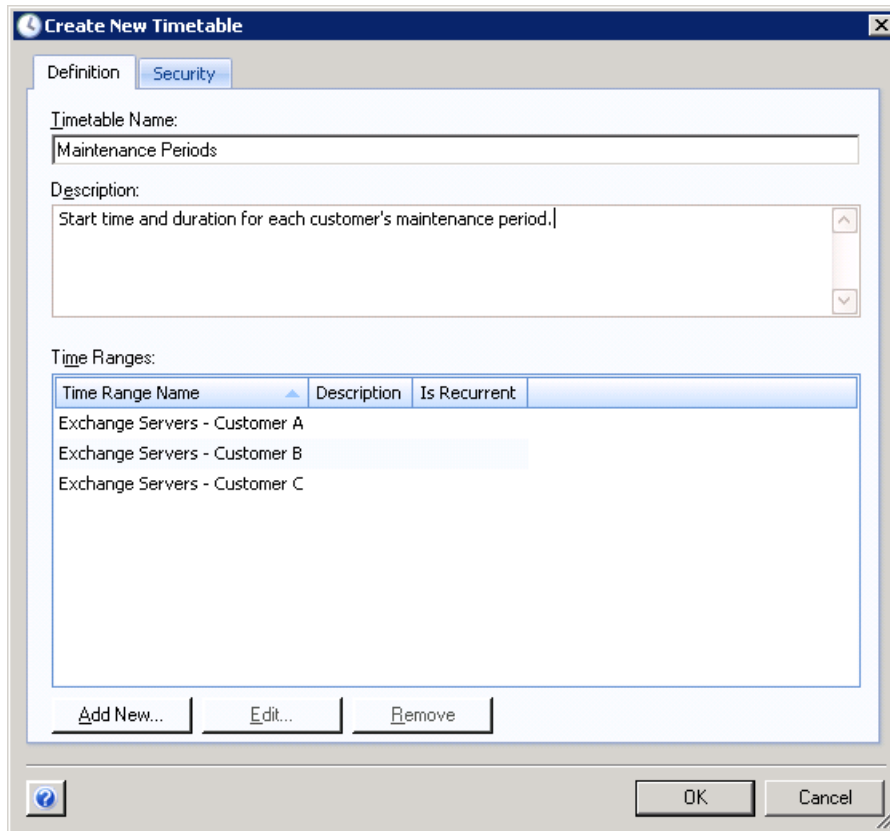 Create New Timetable
Definition Security
Timetable Name:
Maintenance Periods
Description:
Start time and duration for each customer's maintenance period.
Time Ranges:
Time Range Name Description Is Recurrent
Exchange Servers - Customer A
Exchange Servers - Customer B
Exchange Servers - Customer C
Add New... Edit... Remove
? OK Cancel